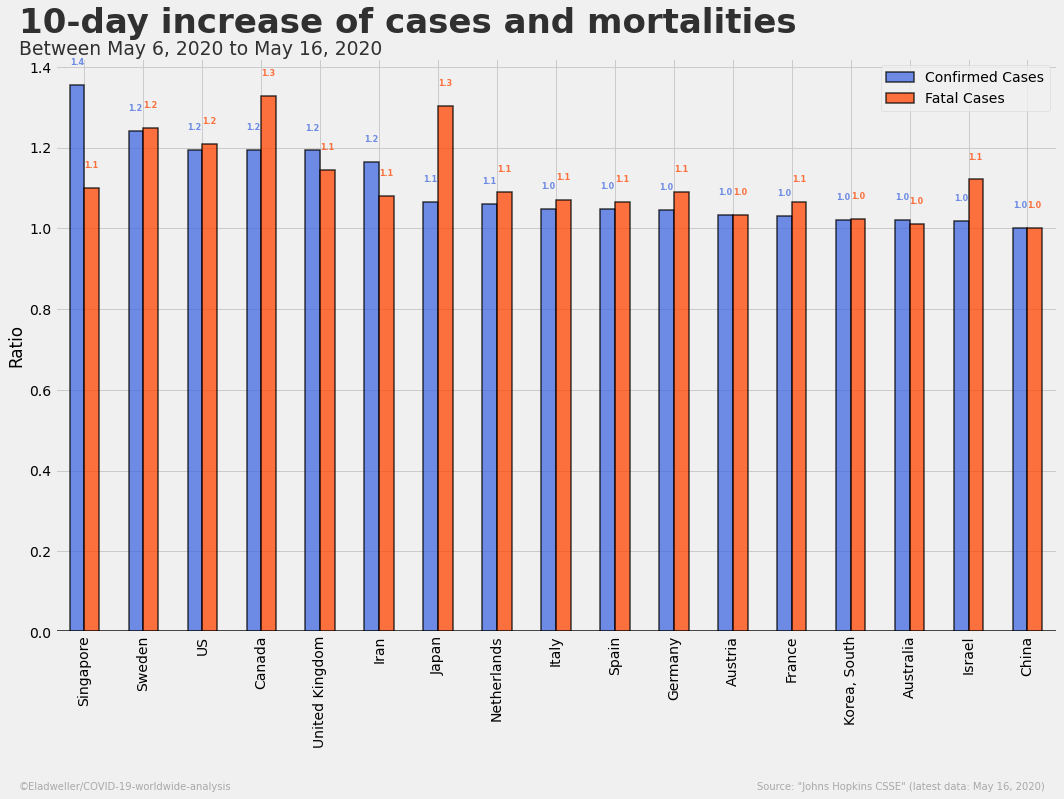 10-day increase of cases and mortalities
Between May 6, 2020 to May 16, 2020
Confirmed Cases
Fatal Cases
Ratio
1.4
1.2
1.0
0.8
0.6
0.4
0.2
0.0
1.4 1.1
1.2 1.2
1.2 1.2
1.2 1.3
1.2 1.1
1.2 1.1
1.1 1.3
1.1 1.1
1.0 1.1
1.0 1.1
1.0 1.1
1.0 1.0
1.0 1.1
1.0 1.0
1.0 1.0
1.0 1.1
1.0 1.0
Singapore
Sweden
US
Canada
United Kingdom
Iran
Japan
Netherlands
Italy
Spain
Germany
Austria
France
Korea, South
Australia
Israel
China
©Eladweller/COVID-19-worldwide-analysis
Source: "Johns Hopkins CSSE" (latest data: May 16, 2020)